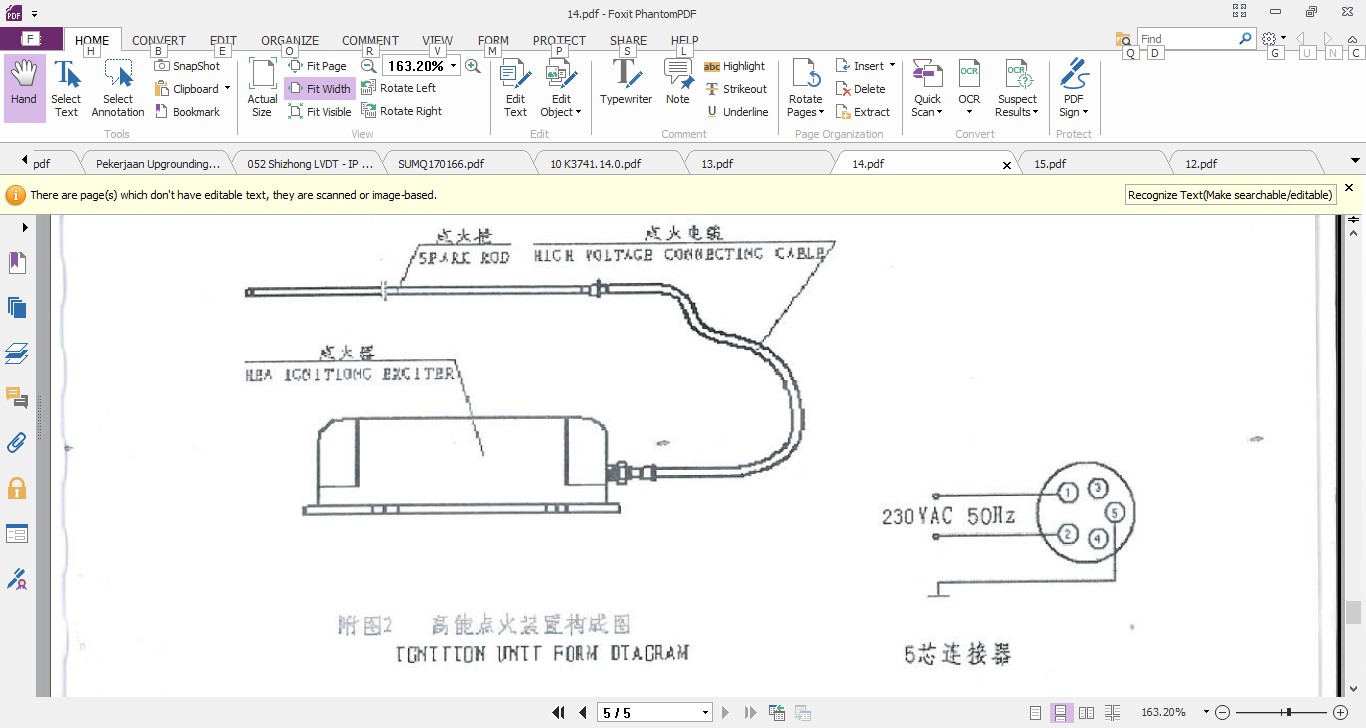 14.pdf - Foxit PhantomPDF
PDF
F
HOME
CONVERT
EDIT
ORGANIZE
COMMENT
VIEW
FORM
PROTECT
SHARE
HELP
Find
H
B
E
O
R
V
M
P
S
L
Q
D
G
U
N
C
Hand
Select Text
Select Annotation
SnapShot
Clipboard
Bookmark
Tools
Actual Size
Fit Page
Fit Width
Fit Visible
163.20%
Rotate Left
Rotate Right
View
Edit Text
Edit Object
Edit
Typewriter
Note
abc Highlight
Strikeout
U Underline
Comment
Rotate Pages
Insert
Delete
Extract
Page Organization
Quick Scan
OCR
OCR
OCR
Suspect Results
Convert
PDF Sign
Protect
pdf
Pekerjaan Upgrounding...
052 Shizhong LVDT - IP ...
SUMQ170166.pdf
10 K3741.14.0.pdf
13.pdf
14.pdf
15.pdf
12.pdf
There are page(s) which don't have editable text, they are scanned or image-based.
Recognize Text(Make searchable/editable)
点火枪
SPARK ROD
点火电缆
HIGH VOLTAGE CONNECTING CABLE
点火器
HEA IGNITIONG EXCITER
230VAC 50Hz
1
3
5
2
4
附图2 高能点火装置构成图
IGNITION UNIT FORM DIAGRAM
5芯连接器
5 / 5
163.20%